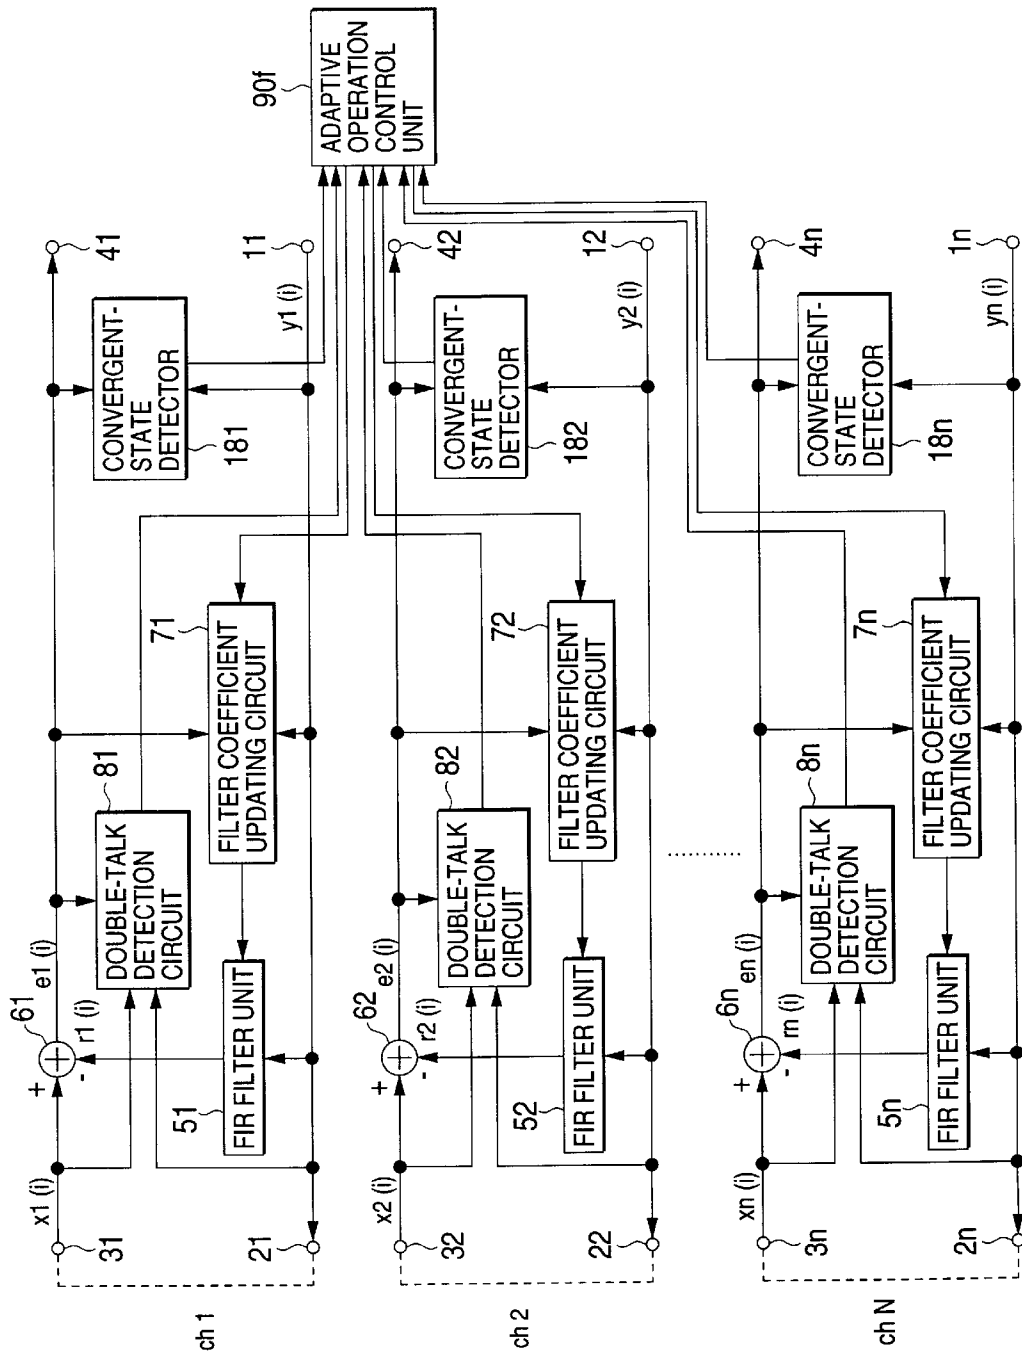 ch 1
31
x1 (i)
+
61
-
r1 (i)
e1 (i)
DOUBLE-TALK
DETECTION
CIRCUIT
81
51
FIR FILTER UNIT
71
FILTER COEFFICIENT
UPDATING CIRCUIT
CONVERGENT-
STATE
DETECTOR
181
41
y1 (i)
11
21
90f
ADAPTIVE
OPERATION
CONTROL
UNIT
ch 2
32
x2 (i)
+
62
-
r2 (i)
e2 (i)
DOUBLE-TALK
DETECTION
CIRCUIT
82
52
FIR FILTER UNIT
72
FILTER COEFFICIENT
UPDATING CIRCUIT
CONVERGENT-
STATE
DETECTOR
182
42
y2 (i)
12
22
ch N
3n
xn (i)
+
6n
-
rn (i)
en (i)
DOUBLE-TALK
DETECTION
CIRCUIT
8n
5n
FIR FILTER UNIT
7n
FILTER COEFFICIENT
UPDATING CIRCUIT
CONVERGENT-
STATE
DETECTOR
18n
4n
yn (i)
1n
2n